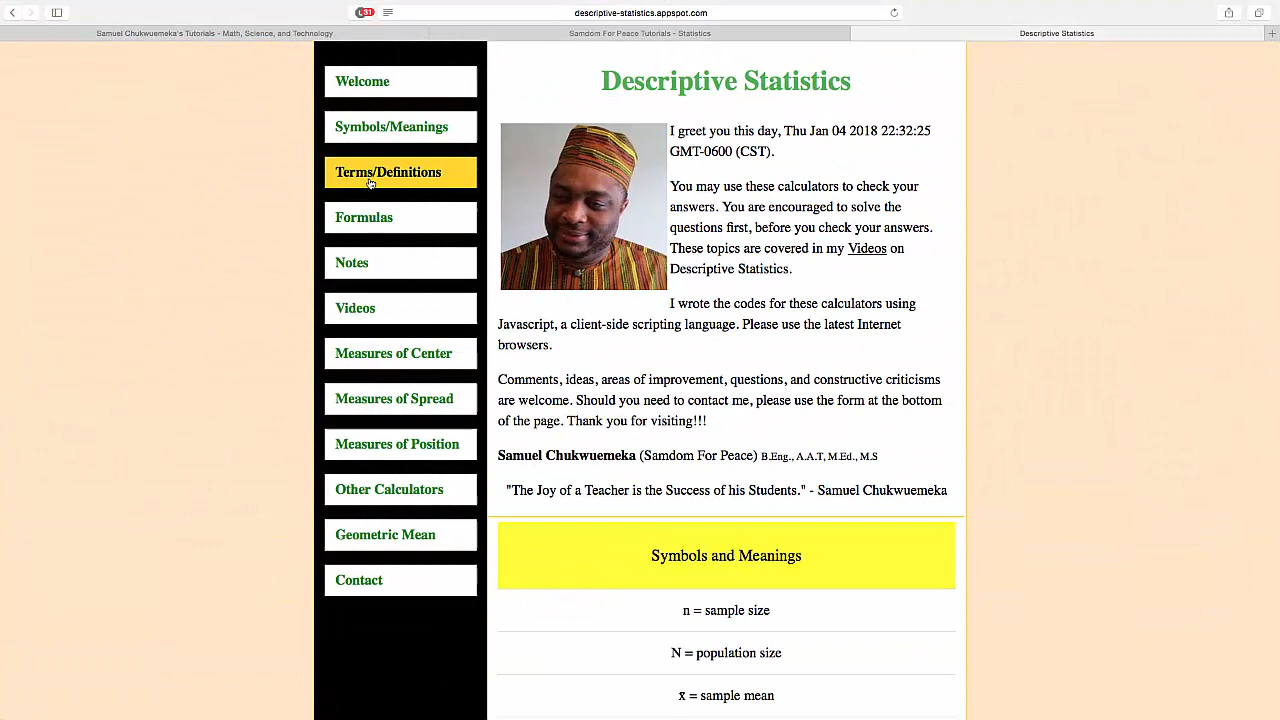 descriptive-statistics.appspot.com
Samuel Chukwuemeka's Tutorials - Math, Science, and Technology
Samdom For Peace Tutorials - Statistics
Descriptive Statistics
Welcome
Symbols/Meanings
Terms/Definitions
Formulas
Notes
Videos
Measures of Center
Measures of Spread
Measures of Position
Other Calculators
Geometric Mean
Contact
Descriptive Statistics
I greet you this day, Thu Jan 04 2018 22:32:25
GMT-0600 (CST).
You may use these calculators to check your
answers. You are encouraged to solve the
questions first, before you check your answers.
These topics are covered in my Videos on
Descriptive Statistics.
I wrote the codes for these calculators using
Javascript, a client-side scripting language. Please use the latest Internet
browsers.
Comments, ideas, areas of improvement, questions, and constructive criticisms
are welcome. Should you need to contact me, please use the form at the bottom
of the page. Thank you for visiting!!!
Samuel Chukwuemeka (Samdom For Peace) B.Eng., A.A.T, M.Ed., M.S
"The Joy of a Teacher is the Success of his Students." - Samuel Chukwuemeka
Symbols and Meanings
n = sample size
N = population size
x̄ = sample mean